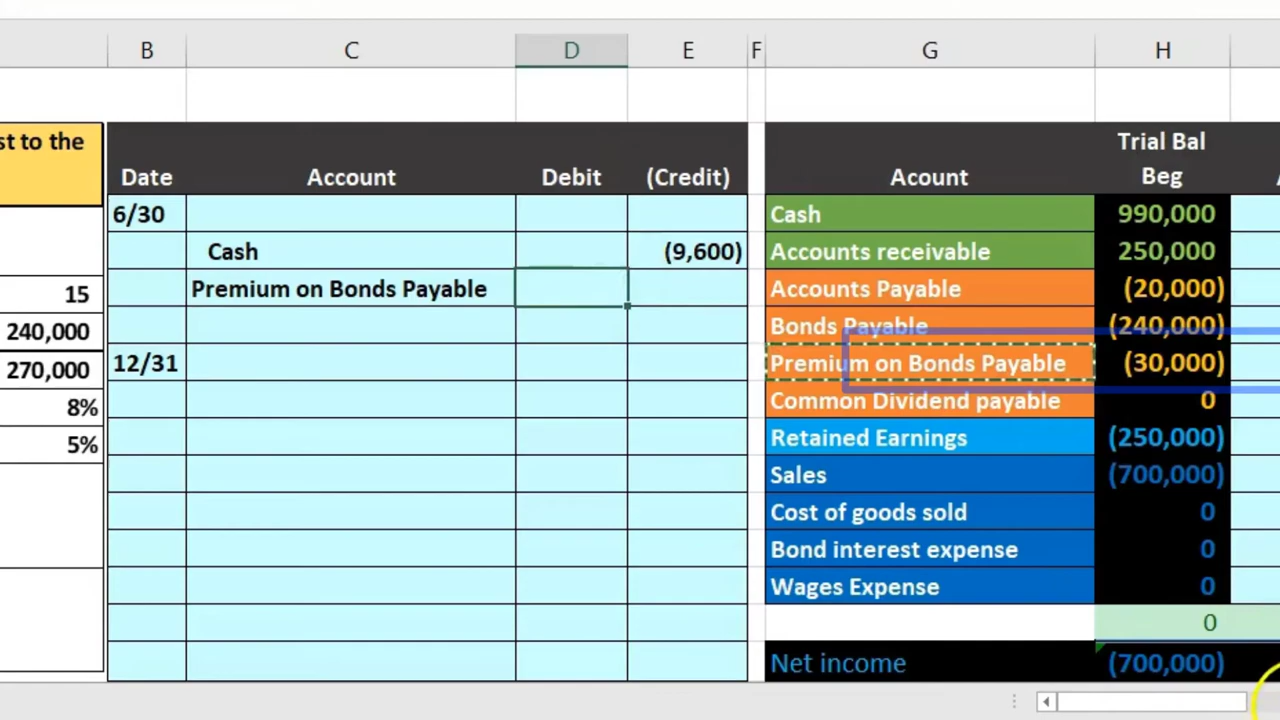 B C D E F G H
st to the
Date Account Debit (Credit)
Acount Trial Bal Beg
6/30
Cash (9,600)
Premium on Bonds Payable
12/31
15
240,000
270,000
8%
5%
Cash 990,000
Accounts receivable 250,000
Accounts Payable (20,000)
Bonds Payable (240,000)
Premium on Bonds Payable (30,000)
Common Dividend payable 0
Retained Earnings (250,000)
Sales (700,000)
Cost of goods sold 0
Bond interest expense 0
Wages Expense 0
0
Net income (700,000)